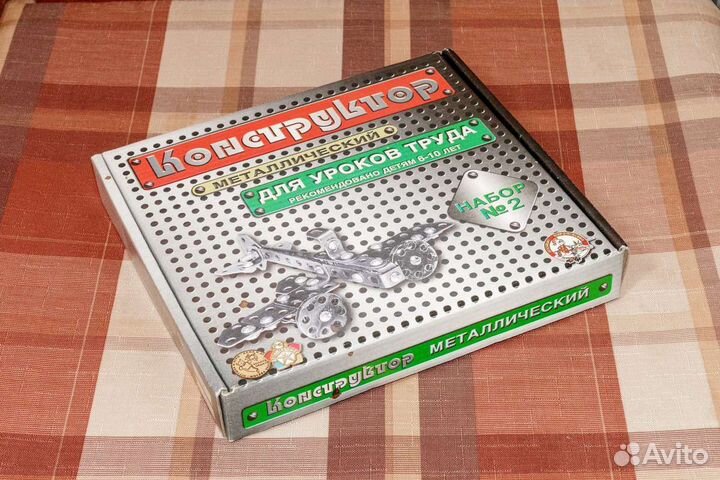 Конструктор
МЕТАЛЛИЧЕСКИЙ
ДЛЯ УРОКОВ ТРУДА
РЕКОМЕНДОВАНО ДЕТЯМ 6-10 ЛЕТ
НАБОР
№2
Конструктор МЕТАЛЛИЧЕСКИЙ
Avito